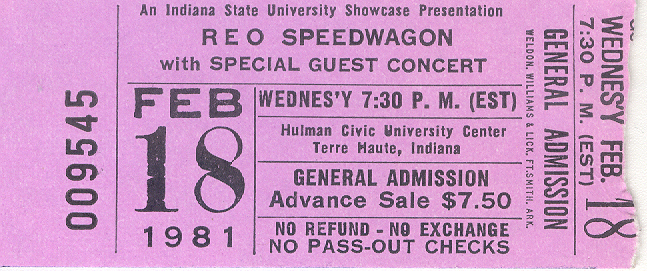 009545
An Indiana State University Showcase Presentation
REO SPEEDWAGON
with SPECIAL GUEST CONCERT
FEB
18
1981
WEDNES'Y 7:30 P. M. (EST)
Hulman Civic University Center
Terre Haute, Indiana
GENERAL ADMISSION
Advance Sale $7.50
NO REFUND - NO EXCHANGE
NO PASS-OUT CHECKS
WELDON, WILLIAMS & LICK, FT. SMITH, ARK.
GENERAL ADMISSION
7:30 P. M. (EST)
WEDNES'Y FEB. 18